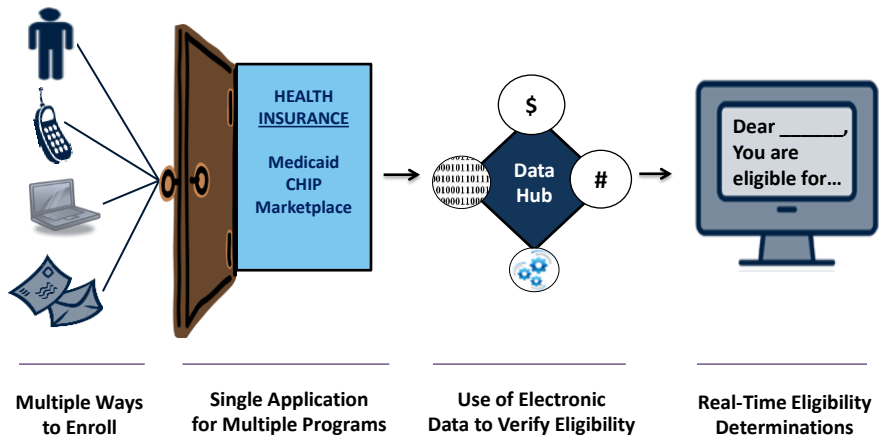 HEALTH
INSURANCE
Medicaid
CHIP
Marketplace
$
Data
Hub
#
Dear ______,
You are
eligible for…
Multiple Ways
to Enroll
Single Application
for Multiple Programs
Use of Electronic
Data to Verify Eligibility
Real-Time Eligibility
Determinations